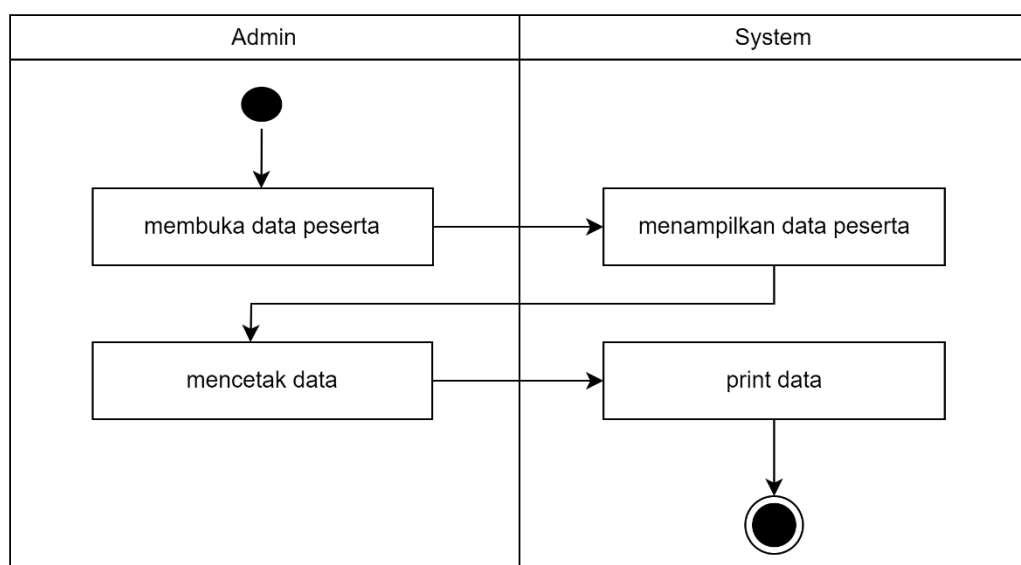 Admin
System
membuka data peserta
menampilkan data peserta
mencetak data
print data